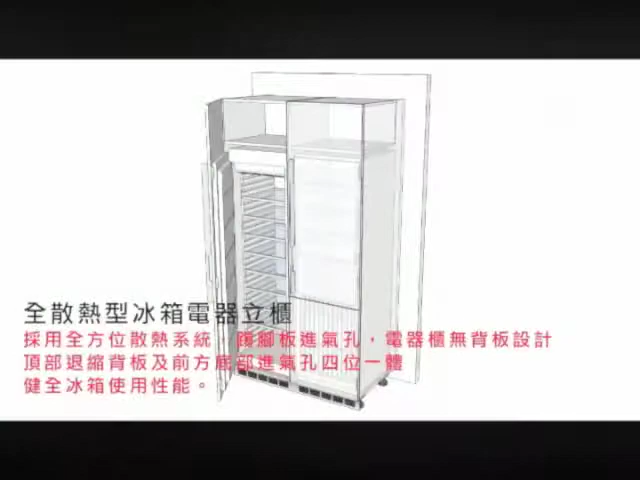 全散熱型冰箱電器立櫃
採用全方位散熱系統 踢腳板進氣孔，電器櫃無背板設計
頂部退縮背板及前方底部進氣孔四位一體
健全冰箱使用性能。